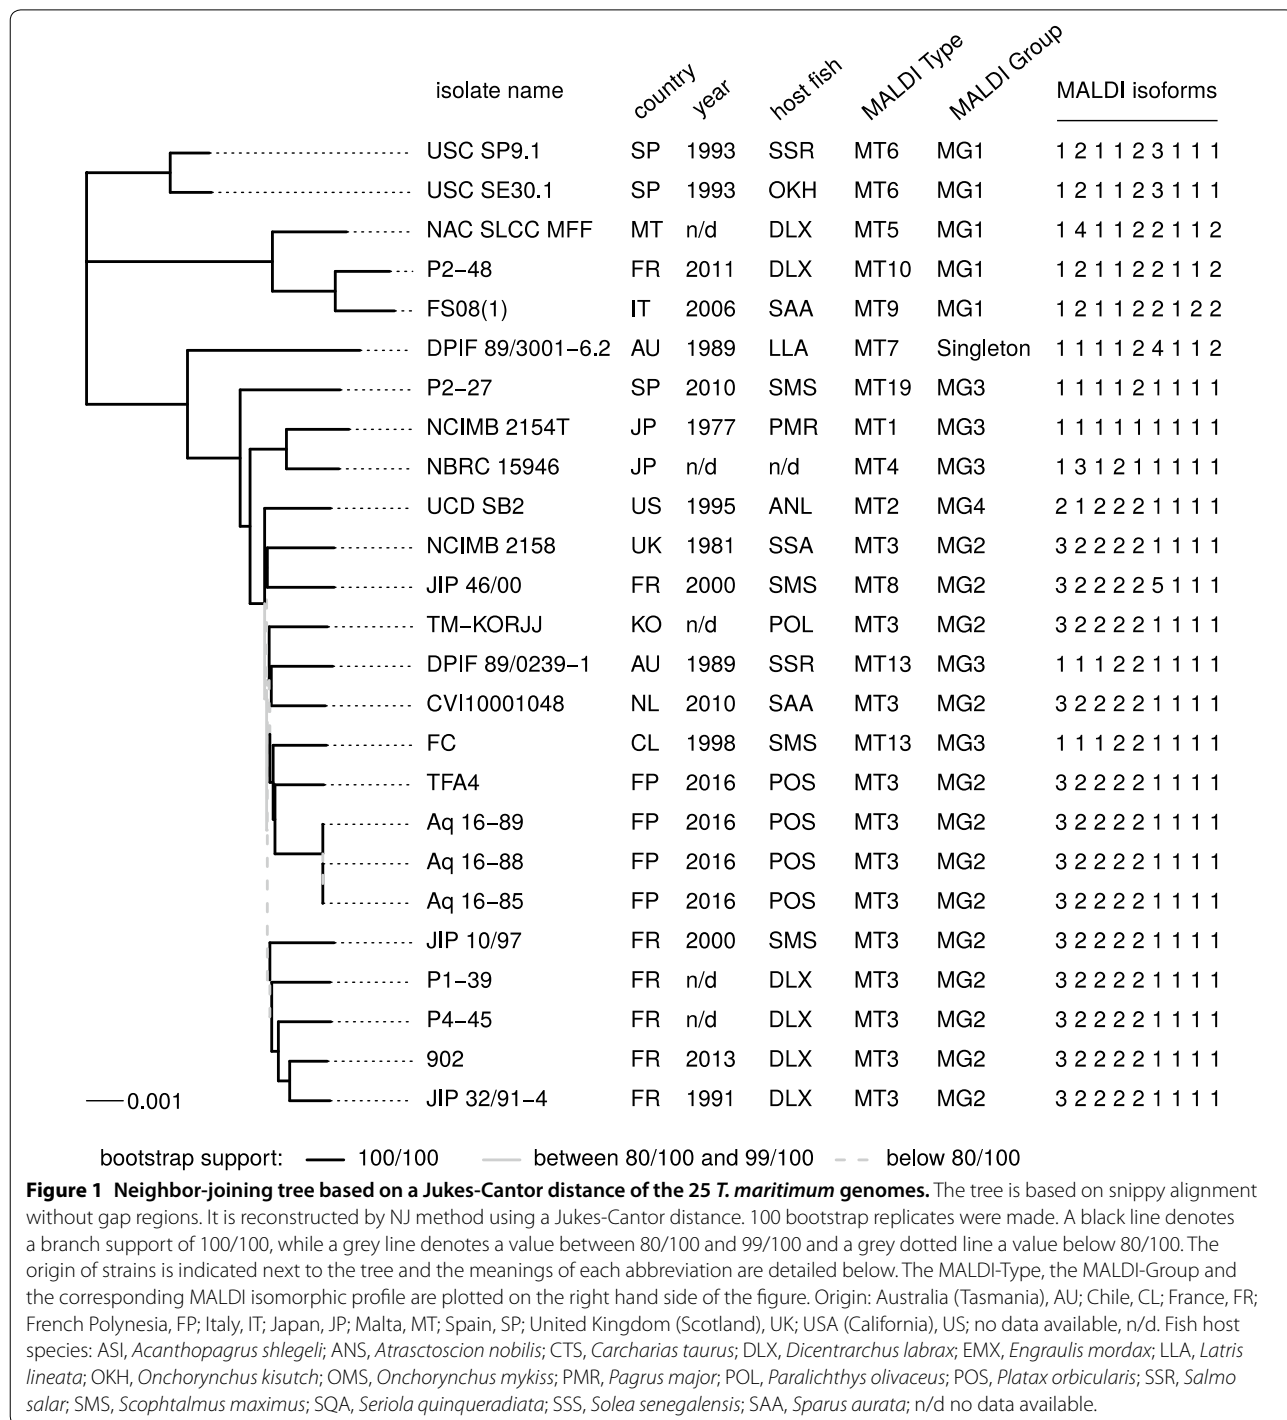 isolate name country year host fish MALDI Type MALDI Group MALDI isoforms
USC SP9.1 SP 1993 SSR MT6 MG1 1 2 1 1 2 3 1 1 1
USC SE30.1 SP 1993 OKH MT6 MG1 1 2 1 1 2 3 1 1 1
NAC SLCC MFF MT n/d DLX MT5 MG1 1 4 1 1 2 2 1 1 2
P2−48 FR 2011 DLX MT10 MG1 1 2 1 1 2 2 1 1 2
FS08(1) IT 2006 SAA MT9 MG1 1 2 1 1 2 2 1 2 2
DPIF 89/3001−6.2 AU 1989 LLA MT7 Singleton 1 1 1 1 2 4 1 1 2
P2−27 SP 2010 SMS MT19 MG3 1 1 1 1 2 1 1 1 1
NCIMB 2154T JP 1977 PMR MT1 MG3 1 1 1 1 1 1 1 1 1
NBRC 15946 JP n/d n/d MT4 MG3 1 3 1 2 1 1 1 1 1
UCD SB2 US 1995 ANL MT2 MG4 2 1 2 2 2 1 1 1 1
NCIMB 2158 UK 1981 SSA MT3 MG2 3 2 2 2 2 1 1 1 1
JIP 46/00 FR 2000 SMS MT8 MG2 3 2 2 2 2 5 1 1 1
TM−KORJJ KO n/d POL MT3 MG2 3 2 2 2 2 1 1 1 1
DPIF 89/0239−1 AU 1989 SSR MT13 MG3 1 1 1 2 2 1 1 1 1
CVI10001048 NL 2010 SAA MT3 MG2 3 2 2 2 2 1 1 1 1
FC CL 1998 SMS MT13 MG3 1 1 1 2 2 1 1 1 1
TFA4 FP 2016 POS MT3 MG2 3 2 2 2 2 1 1 1 1
Aq 16−89 FP 2016 POS MT3 MG2 3 2 2 2 2 1 1 1 1
Aq 16−88 FP 2016 POS MT3 MG2 3 2 2 2 2 1 1 1 1
Aq 16−85 FP 2016 POS MT3 MG2 3 2 2 2 2 1 1 1 1
JIP 10/97 FR 2000 SMS MT3 MG2 3 2 2 2 2 1 1 1 1
P1−39 FR n/d DLX MT3 MG2 3 2 2 2 2 1 1 1 1
P4−45 FR n/d DLX MT3 MG2 3 2 2 2 2 1 1 1 1
902 FR 2013 DLX MT3 MG2 3 2 2 2 2 1 1 1 1
0.001 JIP 32/91−4 FR 1991 DLX MT3 MG2 3 2 2 2 2 1 1 1 1
bootstrap support: 100/100 between 80/100 and 99/100 below 80/100
Figure 1 Neighbor-joining tree based on a Jukes-Cantor distance of the 25 T. maritimum genomes. The tree is based on snippy alignment
without gap regions. It is reconstructed by NJ method using a Jukes-Cantor distance. 100 bootstrap replicates were made. A black line denotes
a branch support of 100/100, while a grey line denotes a value between 80/100 and 99/100 and a grey dotted line a value below 80/100. The
origin of strains is indicated next to the tree and the meanings of each abbreviation are detailed below. The MALDI-Type, the MALDI-Group and
the corresponding MALDI isomorphic profile are plotted on the right hand side of the figure. Origin: Australia (Tasmania), AU; Chile, CL; France, FR;
French Polynesia, FP; Italy, IT; Japan, JP; Malta, MT; Spain, SP; United Kingdom (Scotland), UK; USA (California), US; no data available, n/d. Fish host
species: ASI, Acanthopagrus shlegeli; ANS, Atrasctoscion nobilis; CTS, Carcharias taurus; DLX, Dicentrarchus labrax; EMX, Engraulis mordax; LLA, Latris
lineata; OKH, Onchorynchus kisutch; OMS, Onchorynchus mykiss; PMR, Pagrus major; POL, Paralichthys olivaceus; POS, Platax orbicularis; SSR, Salmo
salar; SMS, Scophtalmus maximus; SQA, Seriola quinqueradiata; SSS, Solea senegalensis; SAA, Sparus aurata; n/d no data available.